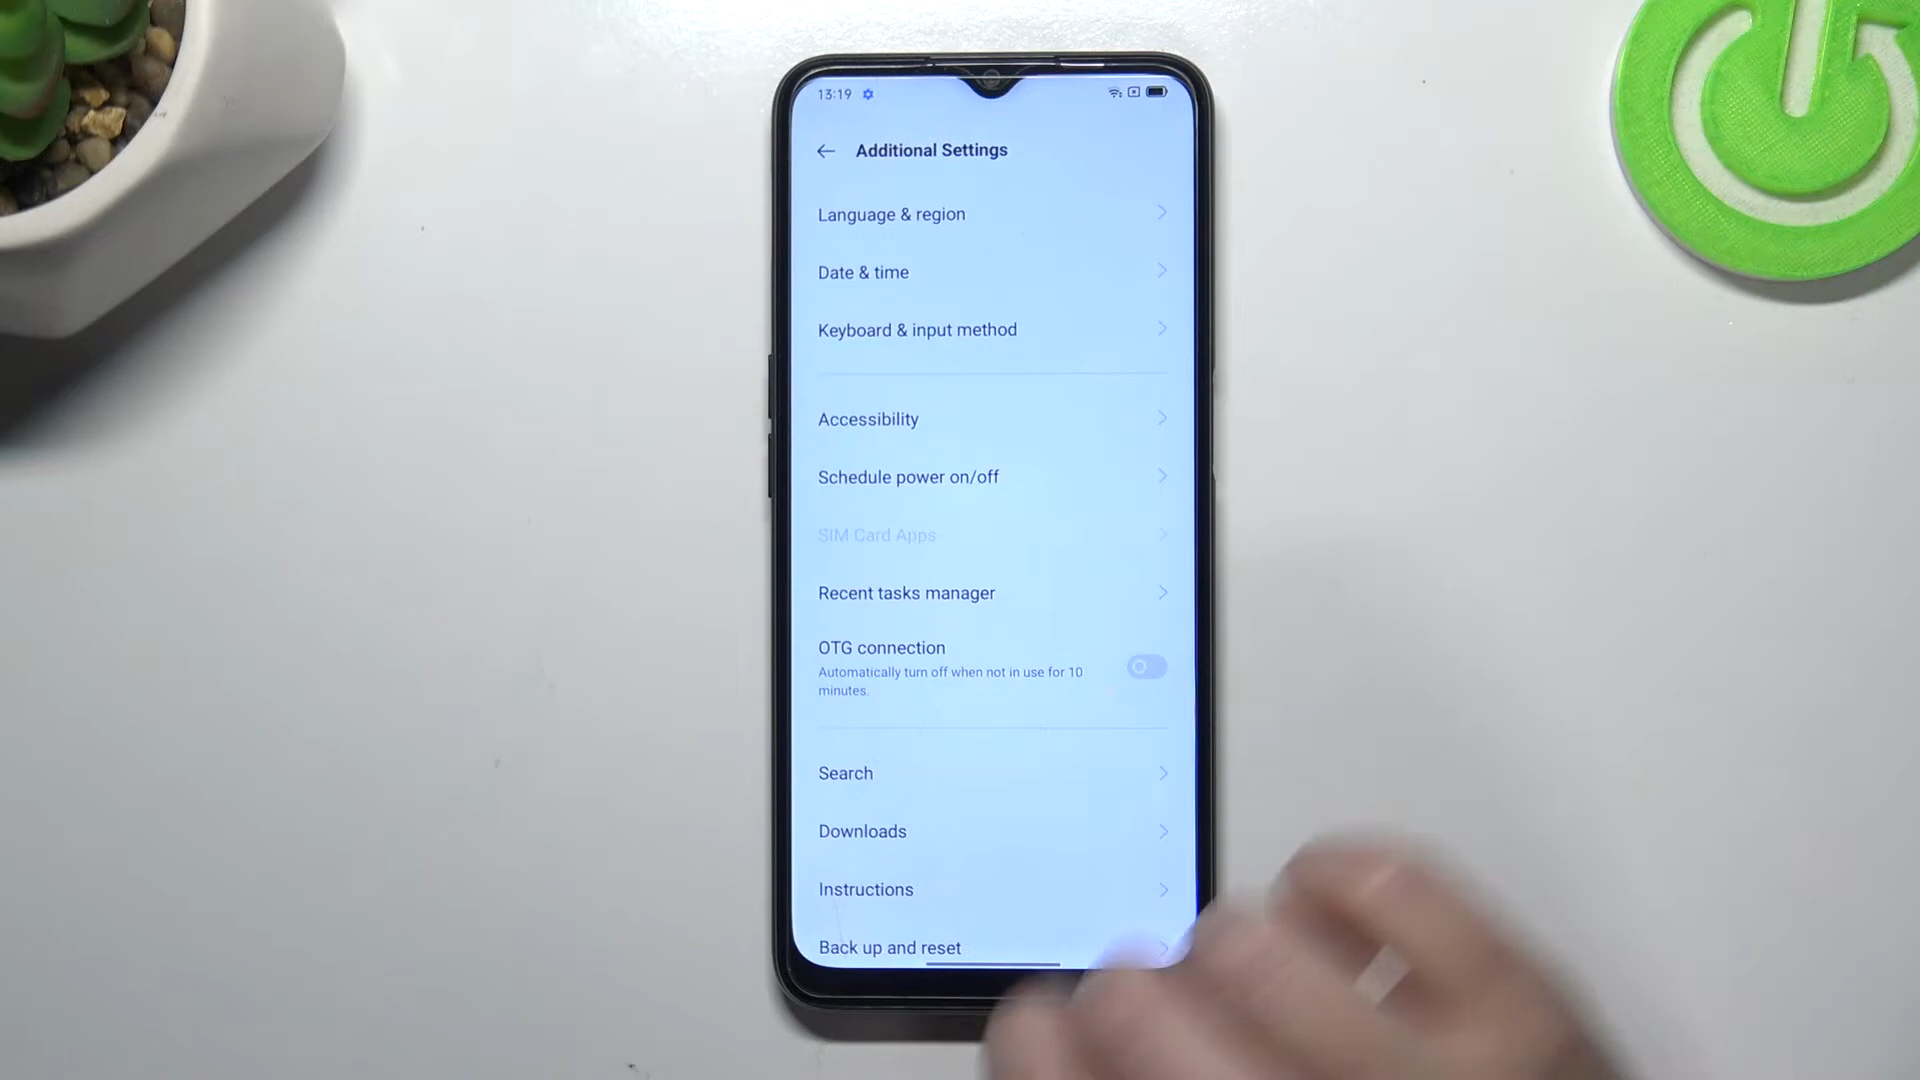 13:19
Additional Settings
Language & region
Date & time
Keyboard & input method
Accessibility
Schedule power on/off
SIM Card Apps
Recent tasks manager
OTG connection
Automatically turn off when not in use for 10
minutes.
Search
Downloads
Instructions
Back up and reset